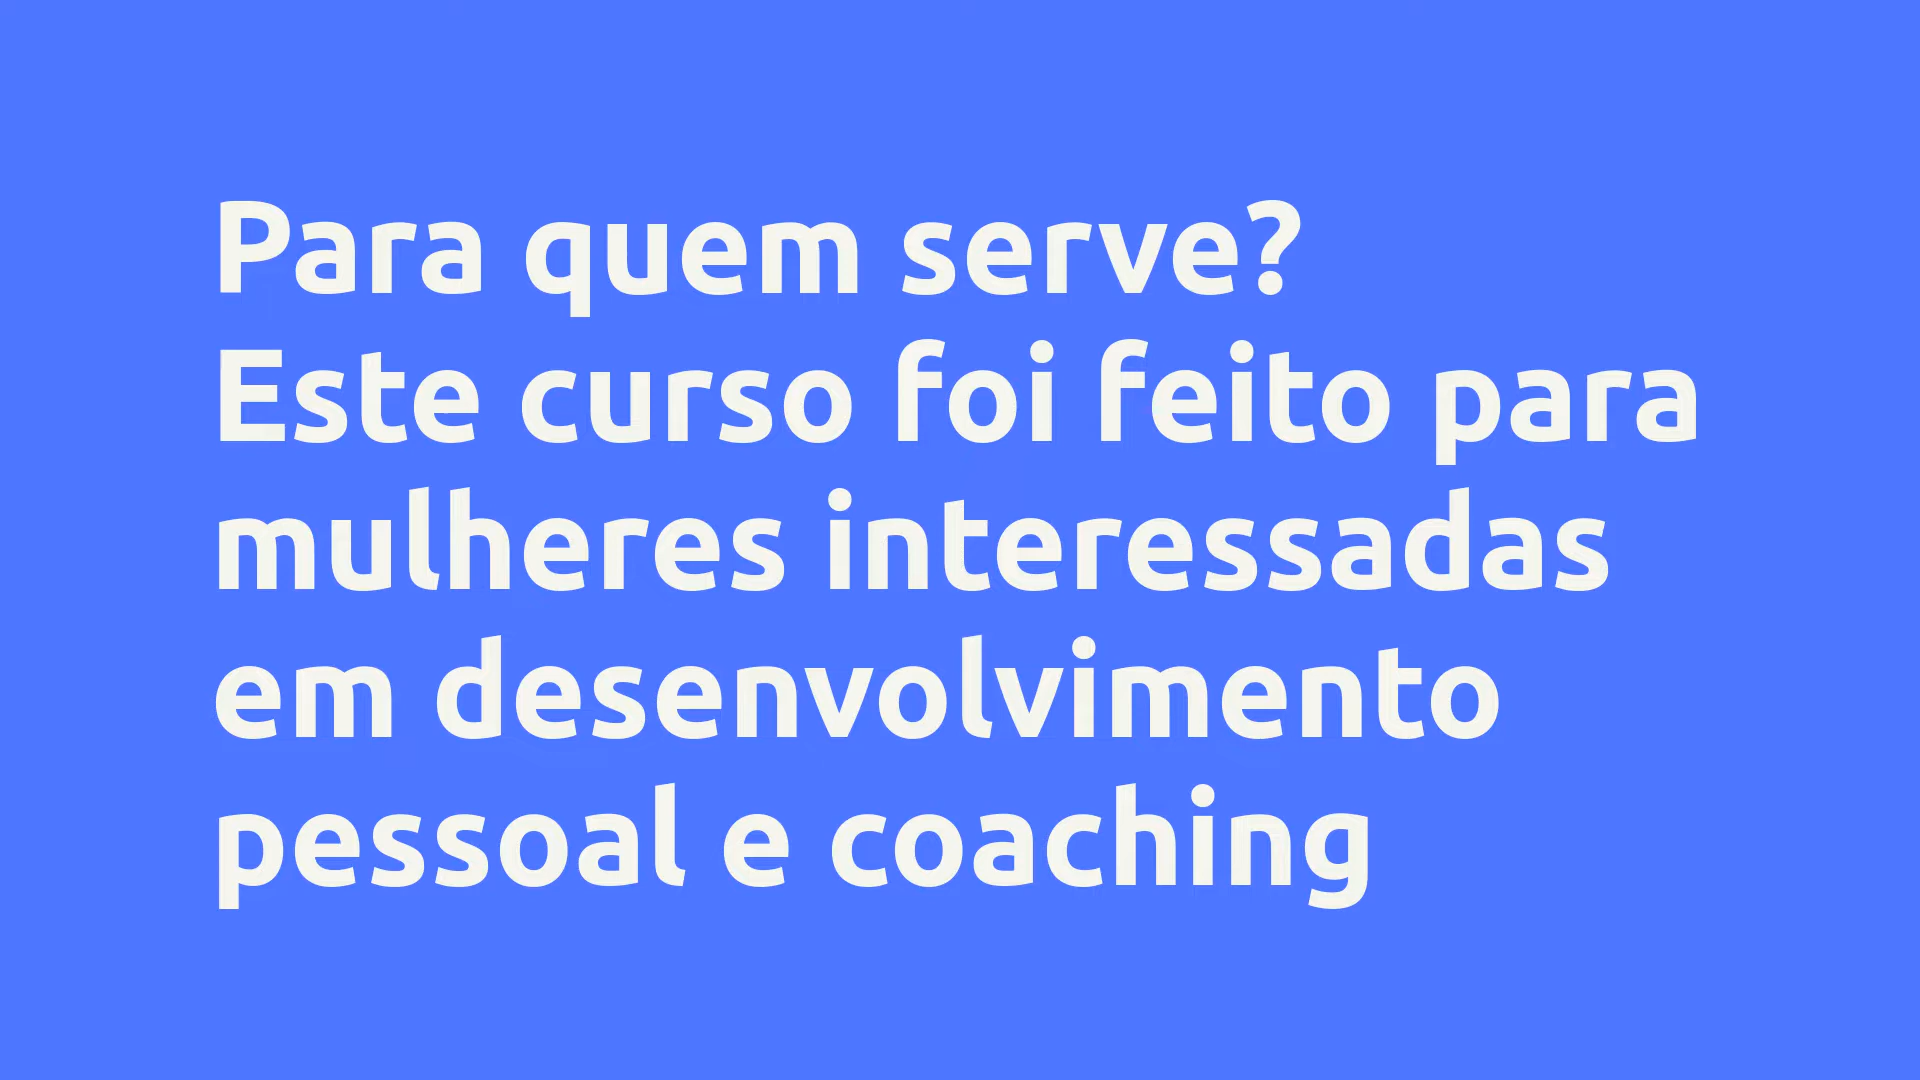 Para quem serve?
Este curso foi feito para
mulheres interessadas
em desenvolvimento
pessoal e coaching